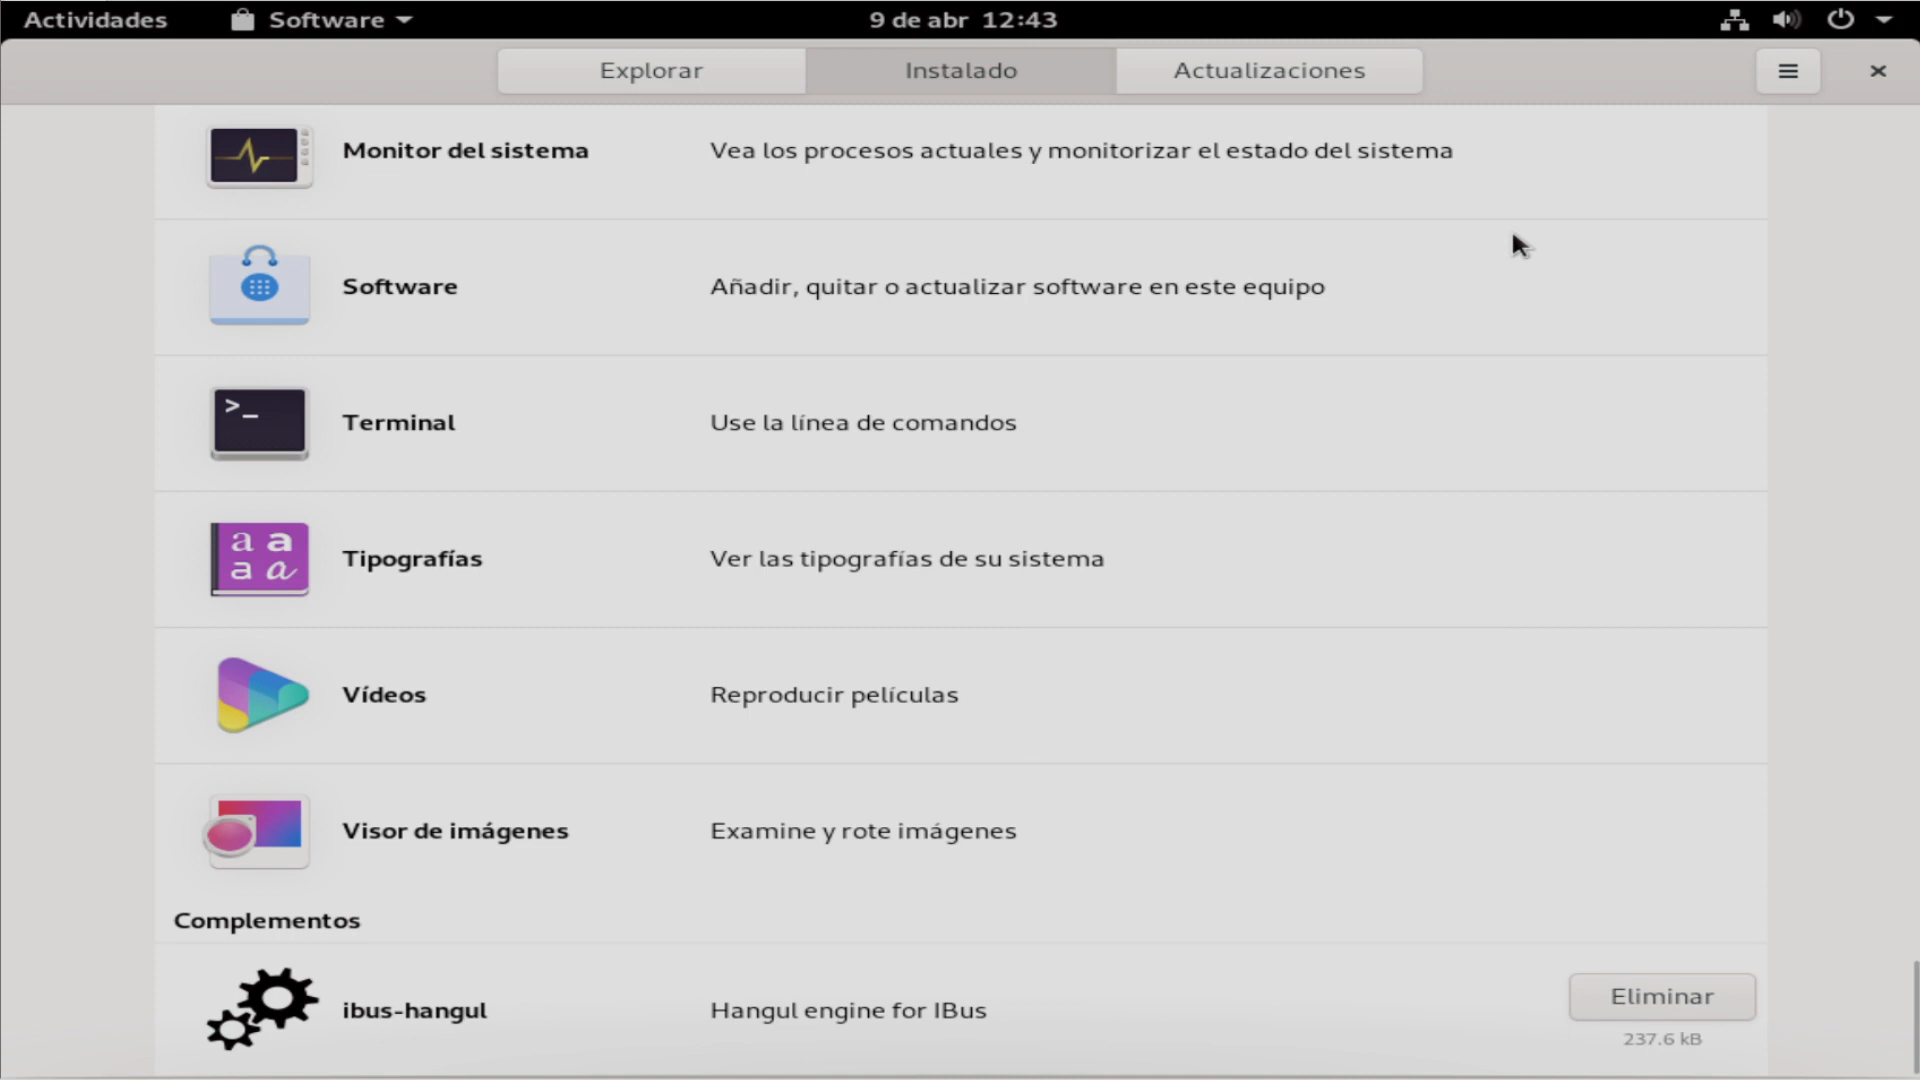 Actividades Software 9 de abr 12:43
Explorar Instalado Actualizaciones
Monitor del sistema Vea los procesos actuales y monitorizar el estado del sistema
Software Añadir, quitar o actualizar software en este equipo
>_
Terminal Use la línea de comandos
a a
a a
Tipografías Ver las tipografías de su sistema
Vídeos Reproducir películas
Visor de imágenes Examine y rote imágenes
Complementos
ibus-hangul Hangul engine for IBus Eliminar
237.6 kB